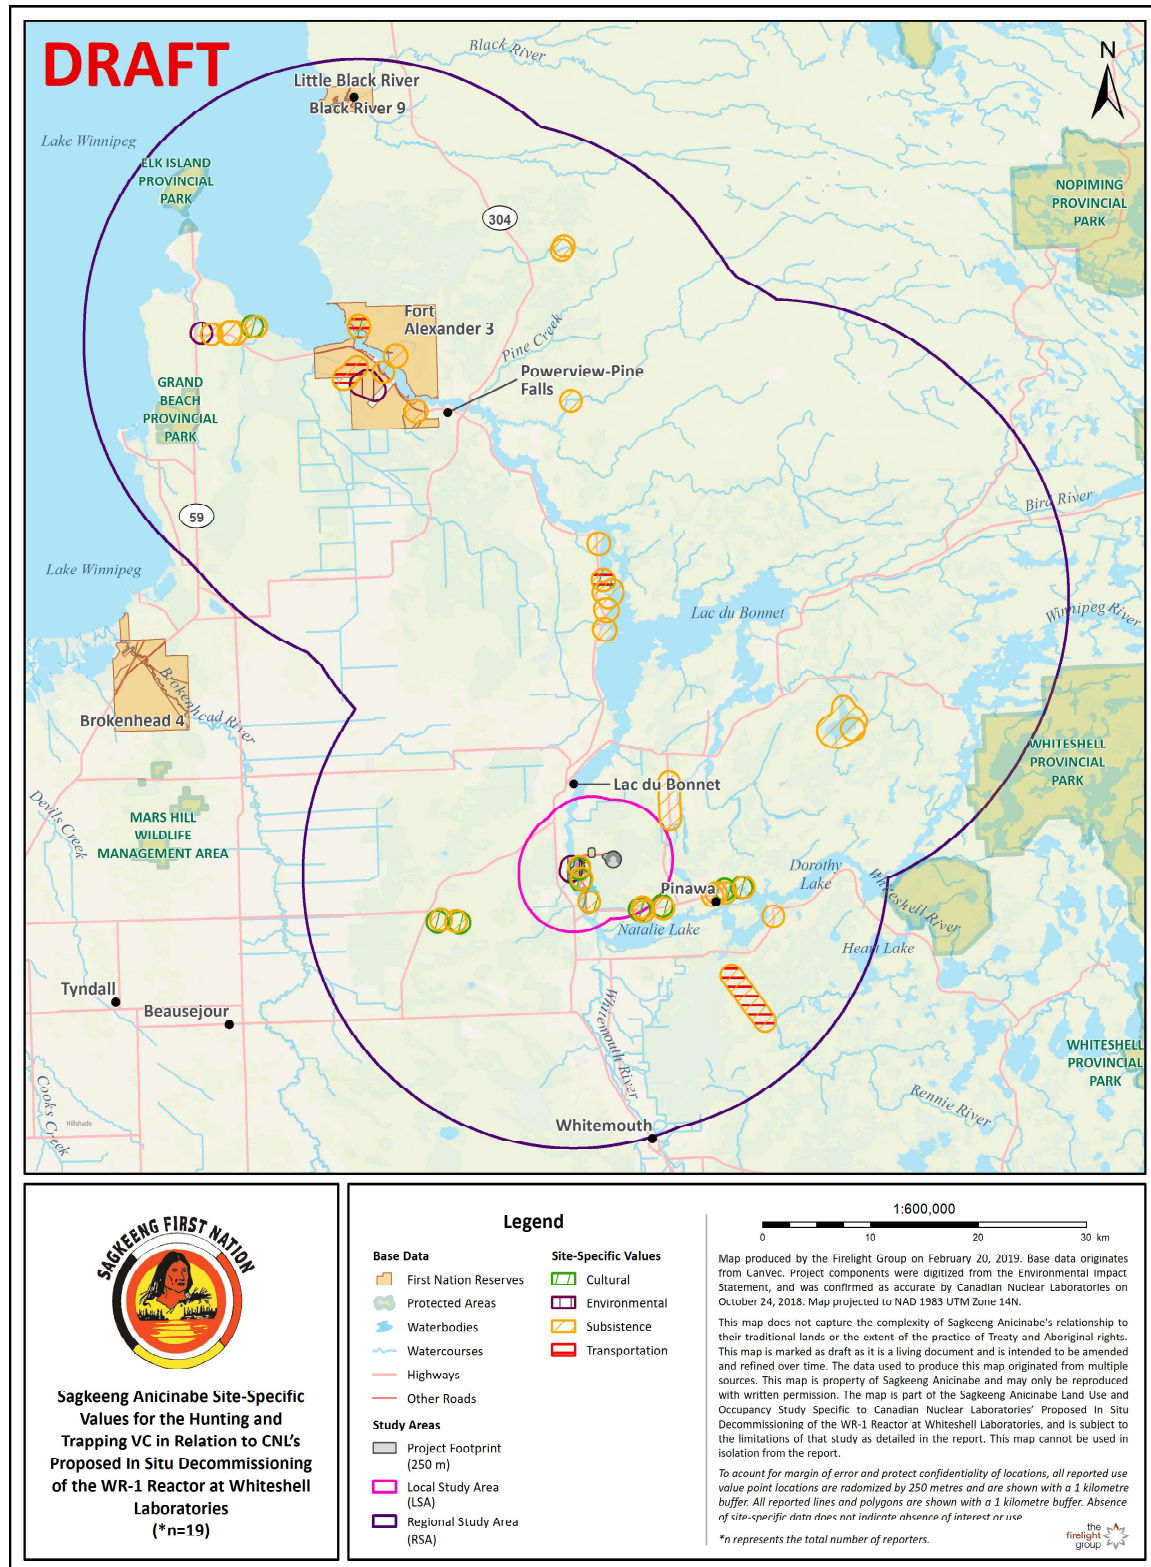 DRAFT
Black River
N
Little Black River
Black River 9
Lake Winnipeg
ELK ISLAND
PROVINCIAL
PARK
NOPIMING
PROVINCIAL
PARK
304
Fort
Alexander 3
Pine Creek
Powerview-Pine
Falls
GRAND
BEACH
PROVINCIAL
PARK
Bird River
59
Lake Winnipeg
Lac du Bonnet
Winnipeg River
Brokenhead River
Brokenhead 4
WHITESHELL
PROVINCIAL
PARK
Lac du Bonnet
Devils Creek
MARS HILL
WILDLIFE
MANAGEMENT AREA
Dorothy
Lake
Pinawa
Whiteshell River
Natalie Lake
Heart Lake
Tyndall
Beausejour
Whitemouth River
WHITESHELL
PROVINCIAL
PARK
Cooks Creek
Hillshade
Rennie River
Whitemouth
SAGKEENG FIRST NATION
Sagkeeng Anicinabe Site-Specific
Values for the Hunting and
Trapping VC in Relation to CNL's
Proposed In Situ Decommissioning
of the WR-1 Reactor at Whiteshell
Laboratories
(*n=19)
Legend
Base Data
First Nation Reserves
Protected Areas
Waterbodies
Watercourses
Highways
Other Roads
Study Areas
Project Footprint
(250 m)
Local Study Area
(LSA)
Regional Study Area
(RSA)
Site-Specific Values
Cultural
Environmental
Subsistence
Transportation
1:600,000
0 10 20 30 km
Map produced by the Firelight Group on February 20, 2019. Base data originates
from CanVec. Project components were digitized from the Environmental Impact
Statement, and was confirmed as accurate by Canadian Nuclear Laboratories on
October 24, 2018. Map projected to NAD 1983 UTM Zone 14N.
This map does not capture the complexity of Sagkeeng Anicinabe's relationship to
their traditional lands or the extent of the practice of Treaty and Aboriginal rights.
This map is marked as draft as it is a living document and is intended to be amended
and refined over time. The data used to produce this map originated from multiple
sources. This map is property of Sagkeeng Anicinabe and may only be reproduced
with written permission. The map is part of the Sagkeeng Anicinabe Land Use and
Occupancy Study Specific to Canadian Nuclear Laboratories' Proposed In Situ
Decommissioning of the WR-1 Reactor at Whiteshell Laboratories, and is subject to
the limitations of that study as detailed in the report. This map cannot be used in
isolation from the report.
To acount for margin of error and protect confidentiality of locations, all reported use
value point locations are radomized by 250 metres and are shown with a 1 kilometre
buffer. All reported lines and polygons are shown with a 1 kilometre buffer. Absence
of site-specific data does not indicate absence of interest or use
*n represents the total number of reporters.
the
firelight
group